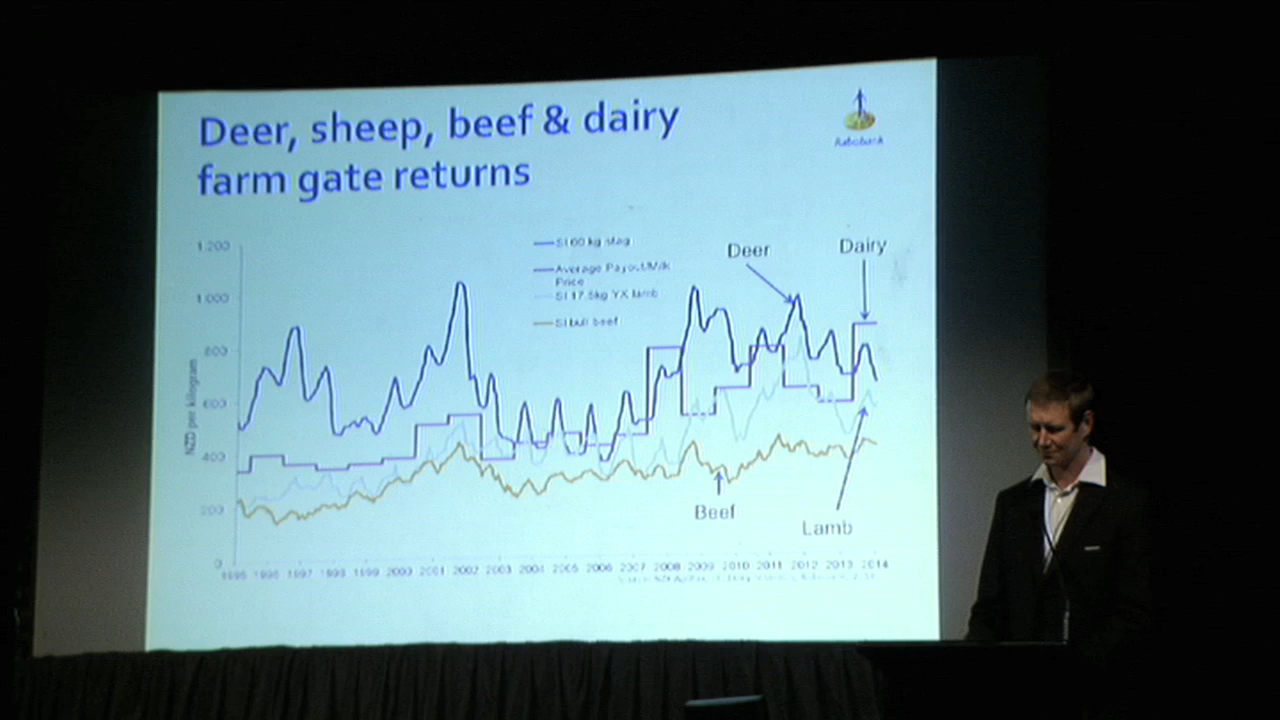 Deer, sheep, beef & dairy
farm gate returns
Rabobank
1.200
1.000
800
600
400
200
0
NZD per kilogram
SI 60 kg stag
Average Payout/Milk
Price
SI 17.5kg YX lamb
SI bull beef
Deer
Dairy
Beef
Lamb
1995 1996 1997 1998 1999 2000 2001 2002 2003 2004 2005 2006 2007 2008 2009 2010 2011 2012 2013 2014